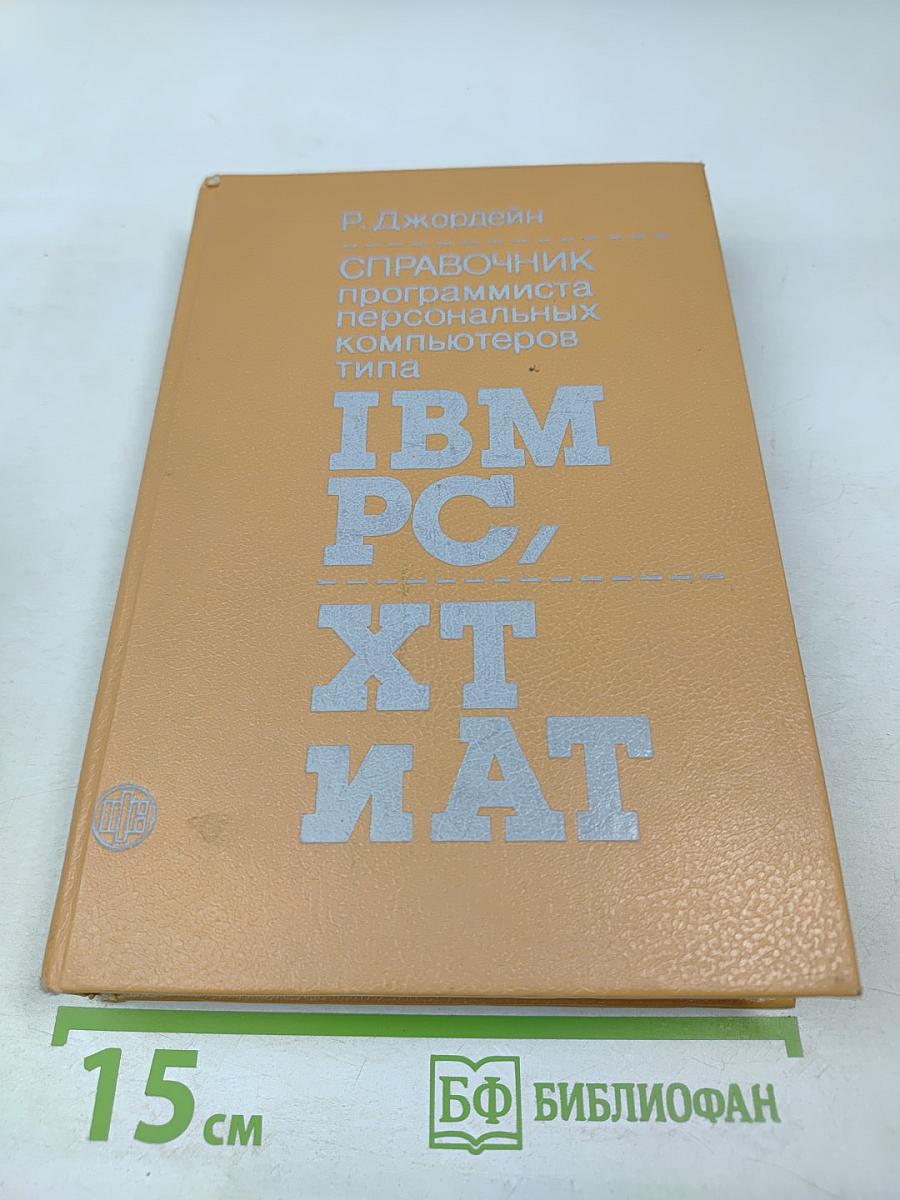 Р. Джордейн
СПРАВОЧНИК
программиста
персональных
компьютеров
типа
IBM
PC,
XT
и AT
15 см
БФ БИБЛИОФАН